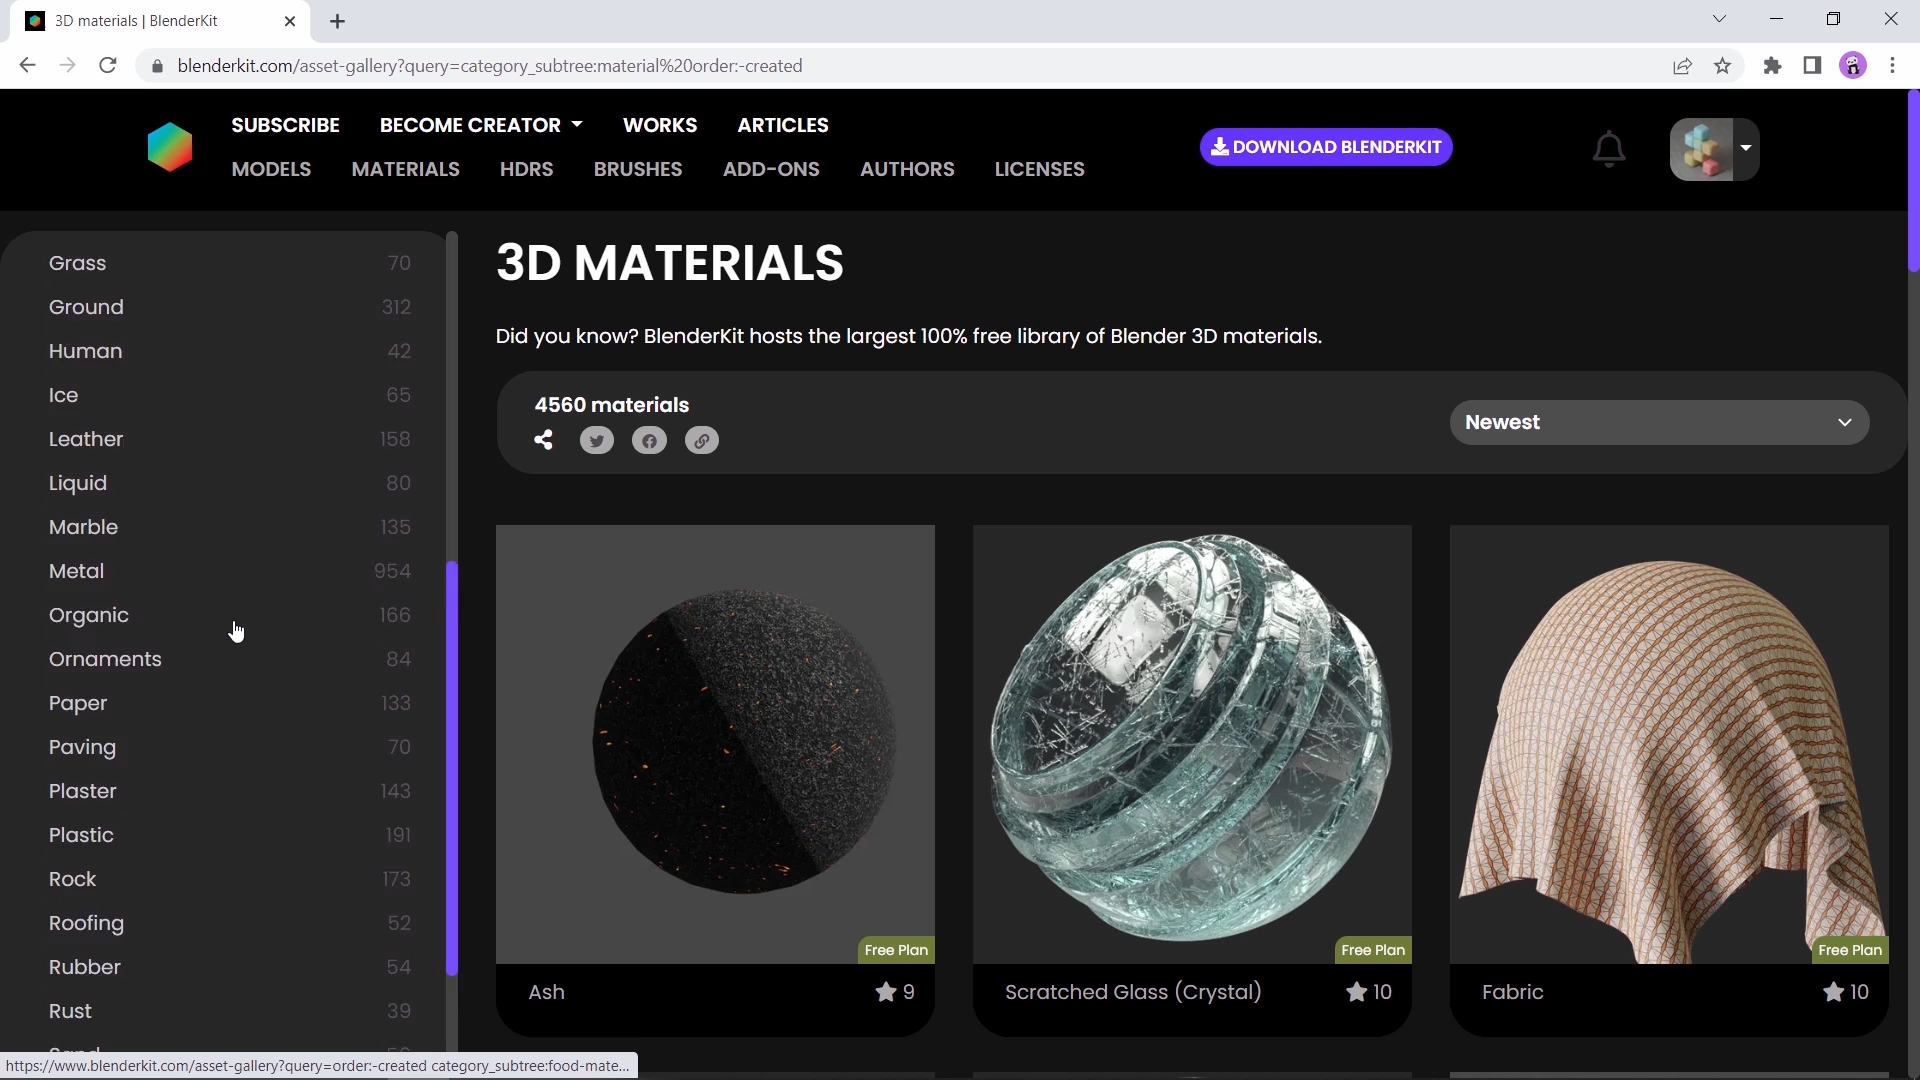 3D materials | BlenderKit
blenderkit.com/asset-gallery?query=category_subtree:material%20order:-created
SUBSCRIBE BECOME CREATOR WORKS ARTICLES
MODELS MATERIALS HDRS BRUSHES ADD-ONS AUTHORS LICENSES
DOWNLOAD BLENDERKIT
Grass 70
Ground 312
Human 42
Ice 65
Leather 158
Liquid 80
Marble 135
Metal 954
Organic 166
Ornaments 84
Paper 133
Paving 70
Plaster 143
Plastic 191
Rock 173
Roofing 52
Rubber 54
Rust 39
3D MATERIALS
Did you know? BlenderKit hosts the largest 100% free library of Blender 3D materials.
4560 materials
Newest
Free Plan
Ash 9
Free Plan
Scratched Glass (Crystal) 10
Free Plan
Fabric 10
https://www.blenderkit.com/asset-gallery?query=order:-created category_subtree:food-mate...